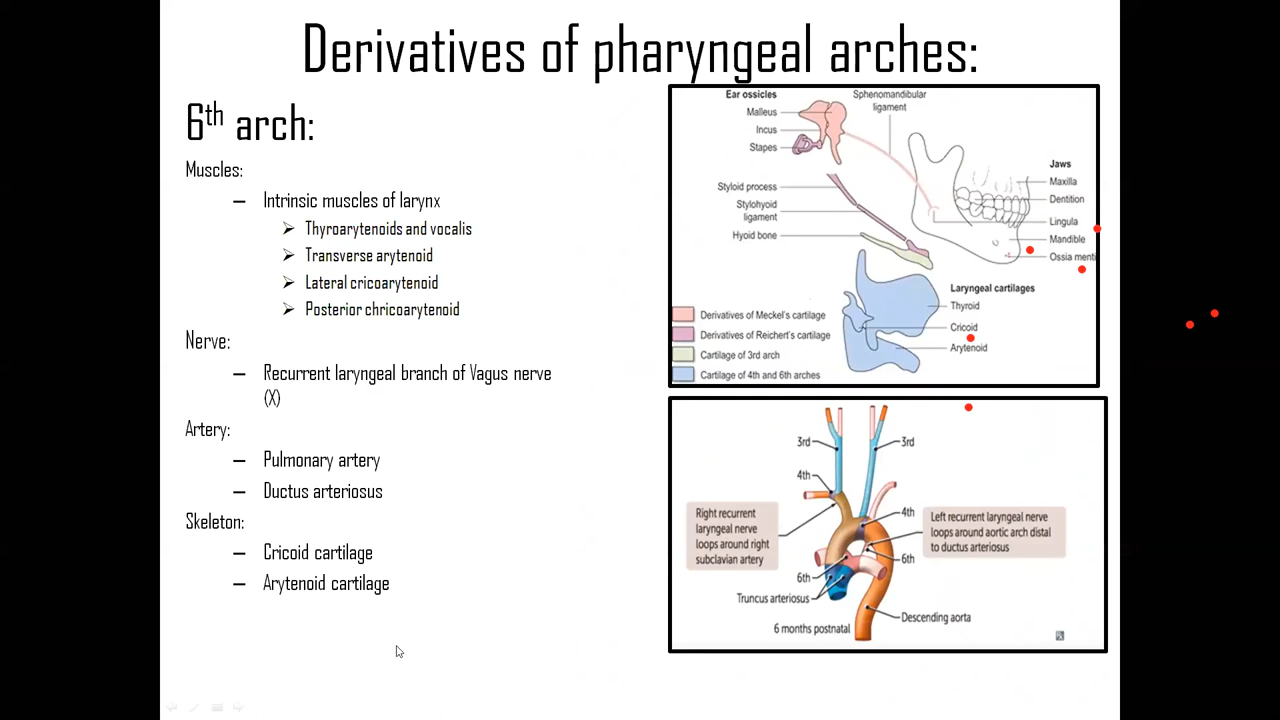 Derivatives of pharyngeal arches:
6th arch:
Muscles:
– Intrinsic muscles of larynx
➢ Thyroarytenoids and vocalis
➢ Transverse arytenoid
➢ Lateral cricoarytenoid
➢ Posterior chricoarytenoid
Nerve:
– Recurrent laryngeal branch of Vagus nerve
(X)
Artery:
– Pulmonary artery
– Ductus arteriosus
Skeleton:
– Cricoid cartilage
– Arytenoid cartilage
Ear ossicles
Malleus
Incus
Stapes
Sphenomandibular
ligament
Styloid process
Stylohyoid
ligament
Hyoid bone
Jaws
Maxilla
Dentition
Lingula
Mandible
Ossia menti
Laryngeal cartilages
Thyroid
Cricoid
Arytenoid
Derivatives of Meckel's cartilage
Derivatives of Reichert's cartilage
Cartilage of 3rd arch
Cartilage of 4th and 6th arches
3rd
3rd
4th
4th
Right recurrent
laryngeal nerve
loops around right
subclavian artery
Left recurrent laryngeal nerve
loops around aortic arch distal
to ductus arteriosus
6th
6th
Truncus arteriosus
Descending aorta
6 months postnatal